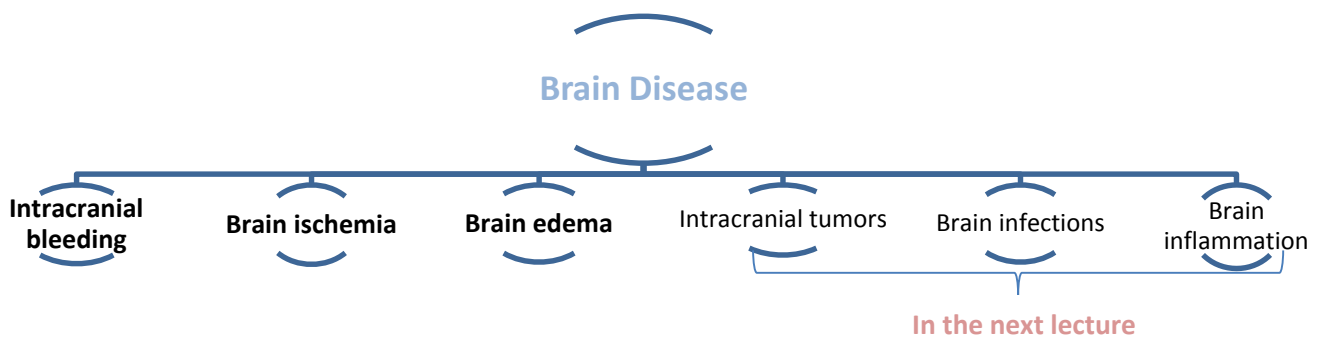 Brain Disease
Intracranial
bleeding
Brain ischemia
Brain edema
Intracranial tumors
Brain infections
Brain
inflammation
In the next lecture